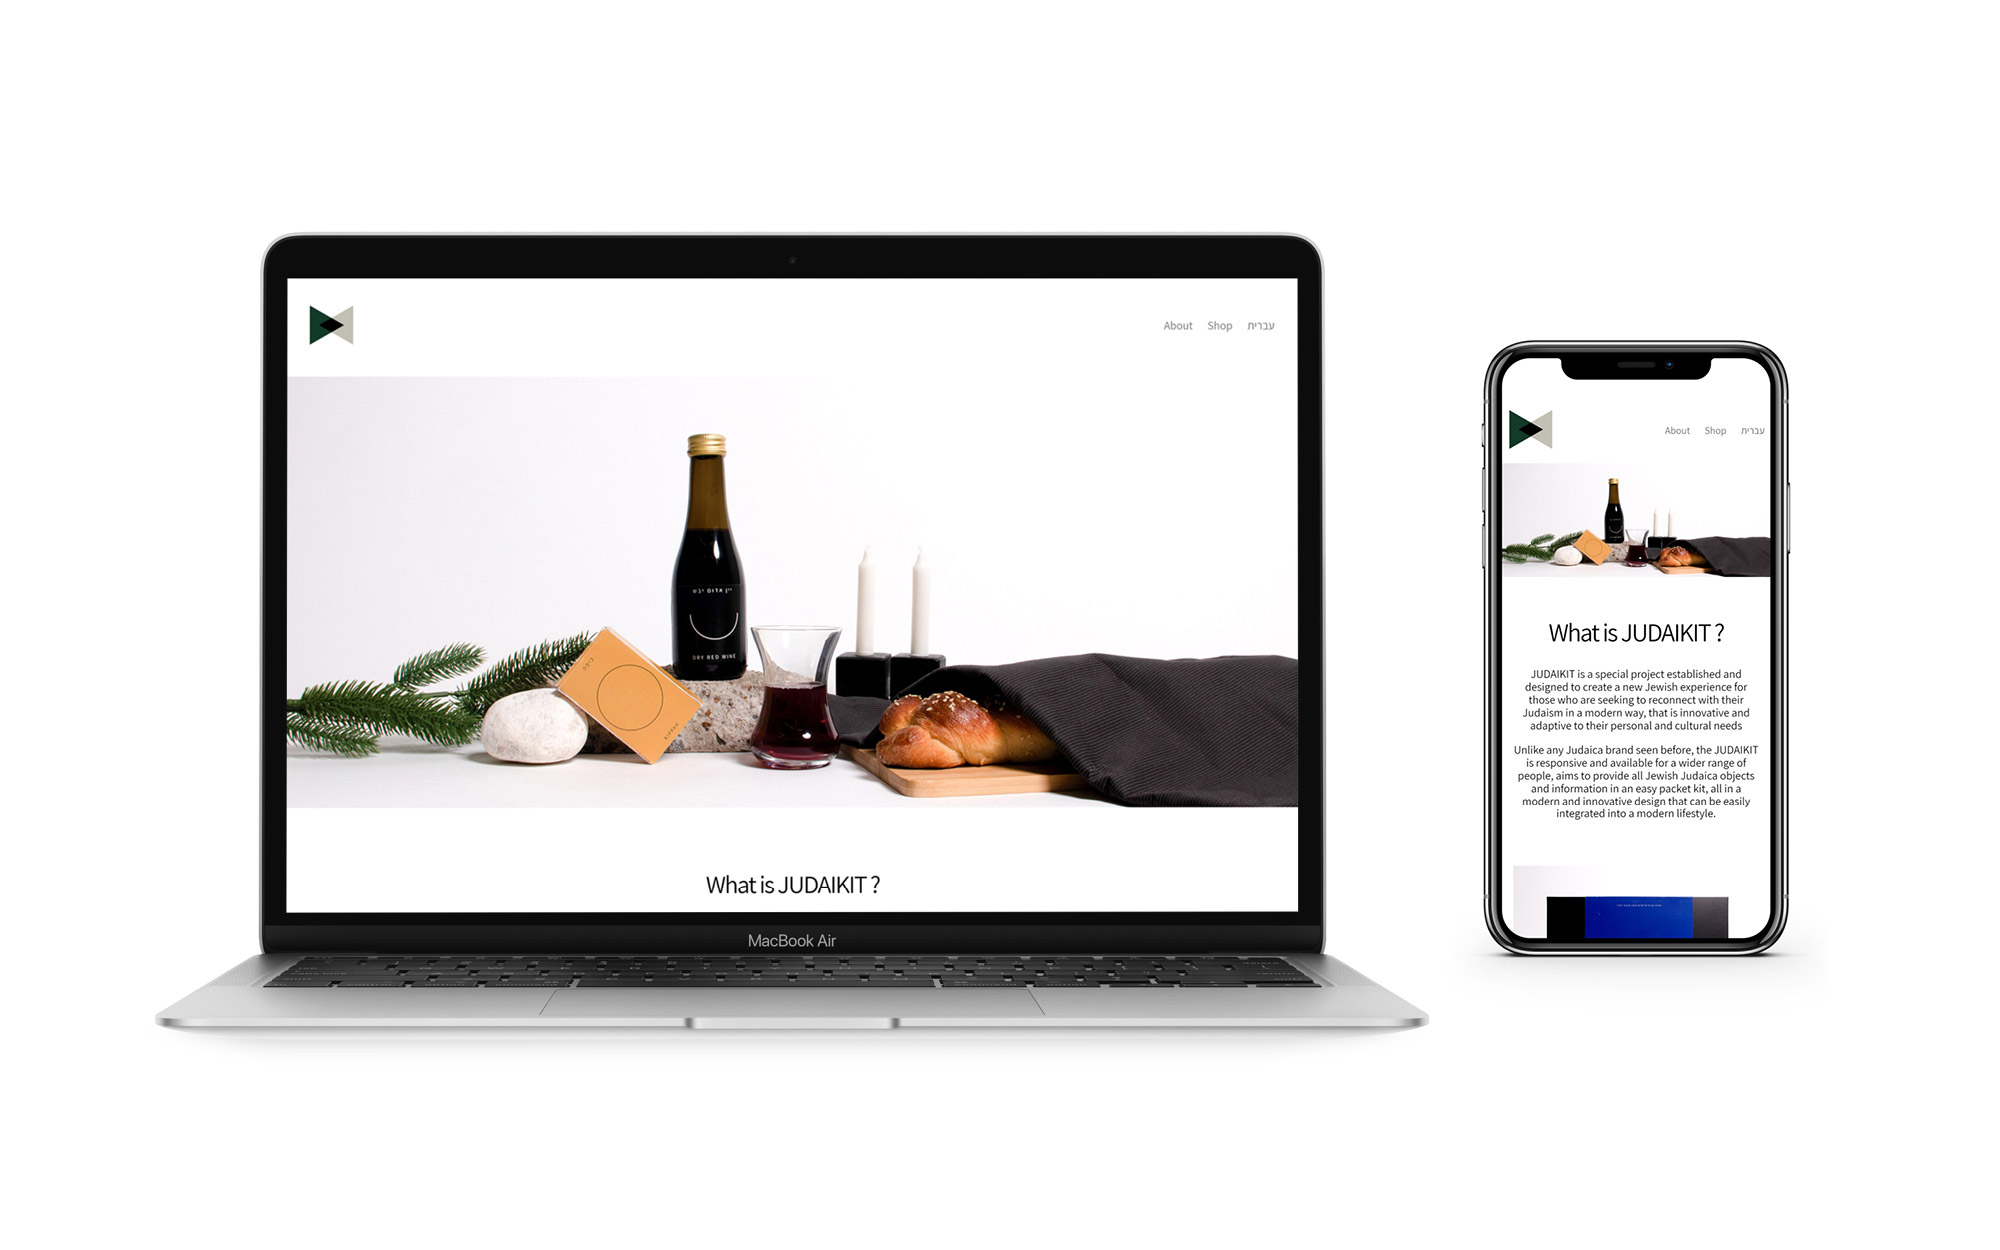 About Shop עברית
יין אדום יבש
DRY RED WINE
כיפה
KIPPAH
What is JUDAIKIT ?
MacBook Air
About Shop עברית
What is JUDAIKIT ?
JUDAIKIT is a special project established and
designed to create a new Jewish experience for
those who are seeking to reconnect with their
Judaism in a modern way, that is innovative and
adaptive to their personal and cultural needs
Unlike any Judaica brand seen before, the JUDAIKIT
is responsive and available for a wider range of
people, aims to provide all Jewish Judaica objects
and information in an easy packet kit, all in a
modern and innovative design that can be easily
integrated into a modern lifestyle.